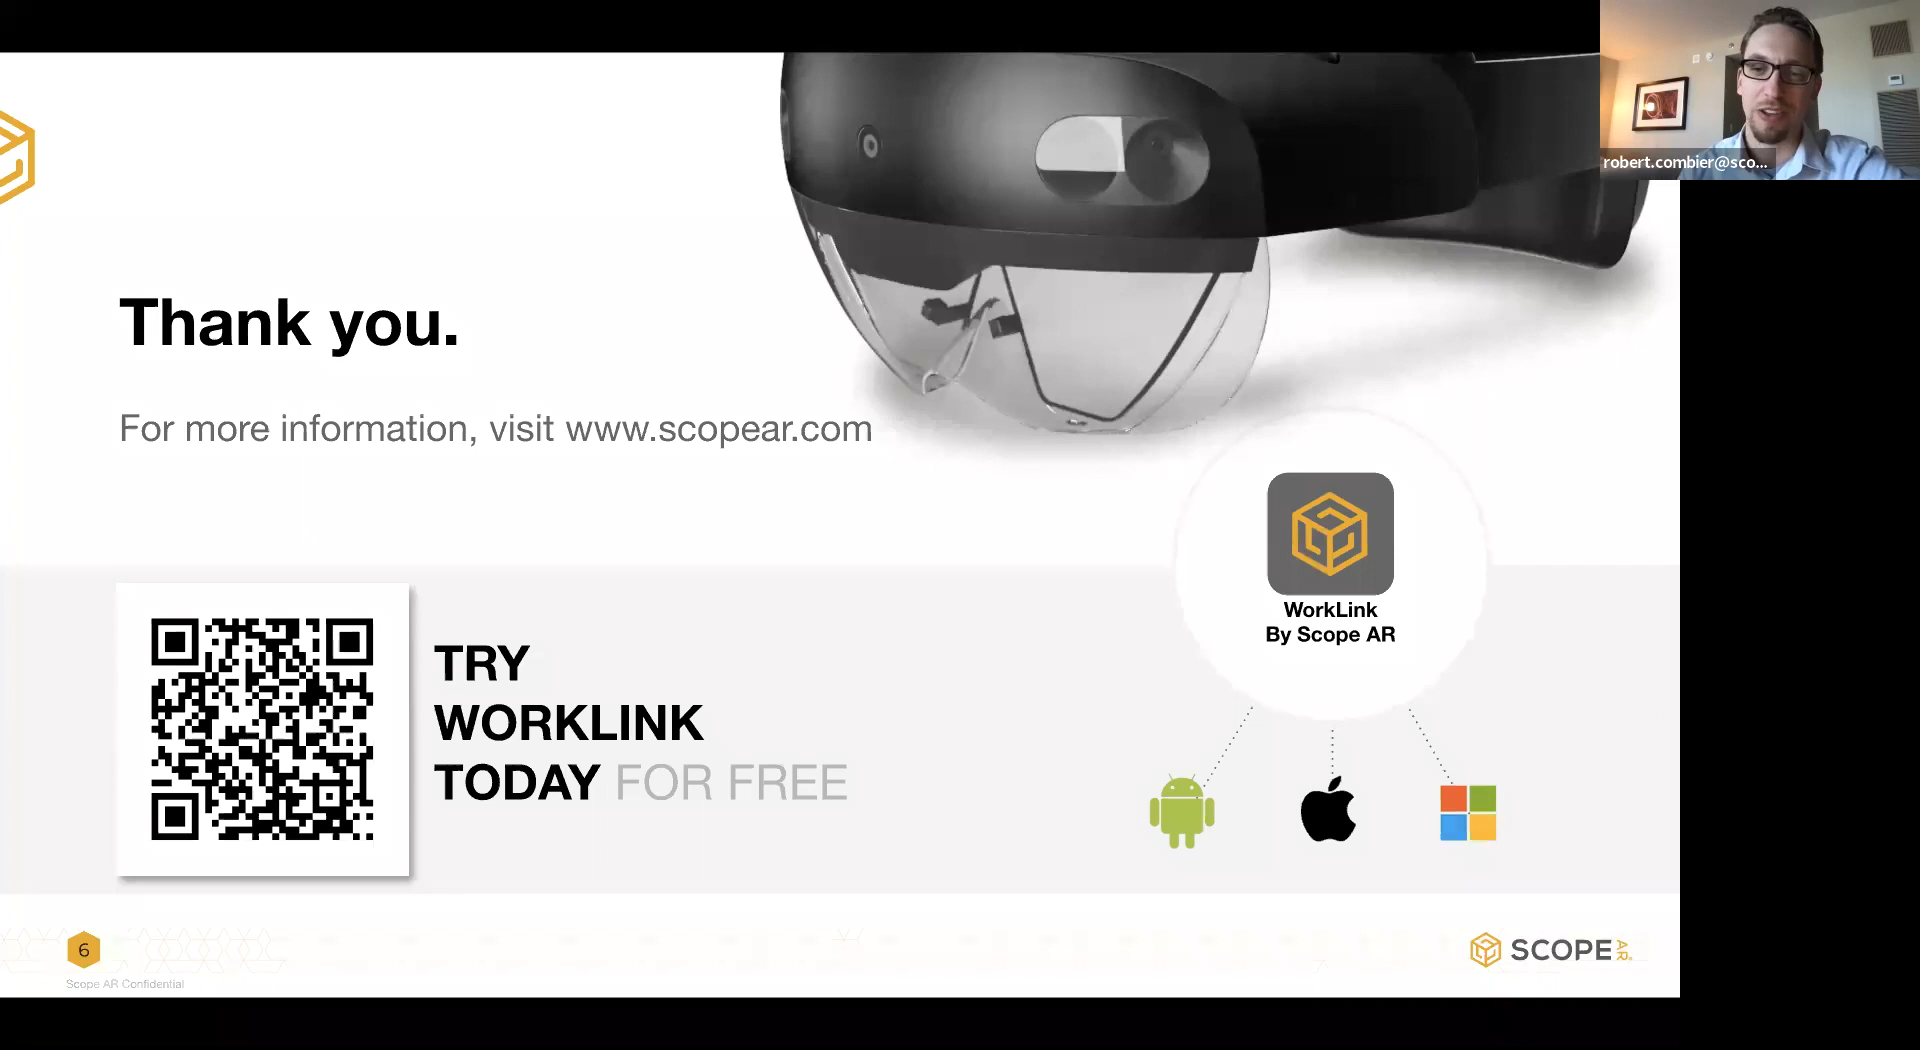 robert.combier@sco...
Thank you.
For more information, visit www.scopear.com
WorkLink
By Scope AR
TRY
WORKLINK
TODAY FOR FREE
6
Scope AR Confidential
SCOPE AR